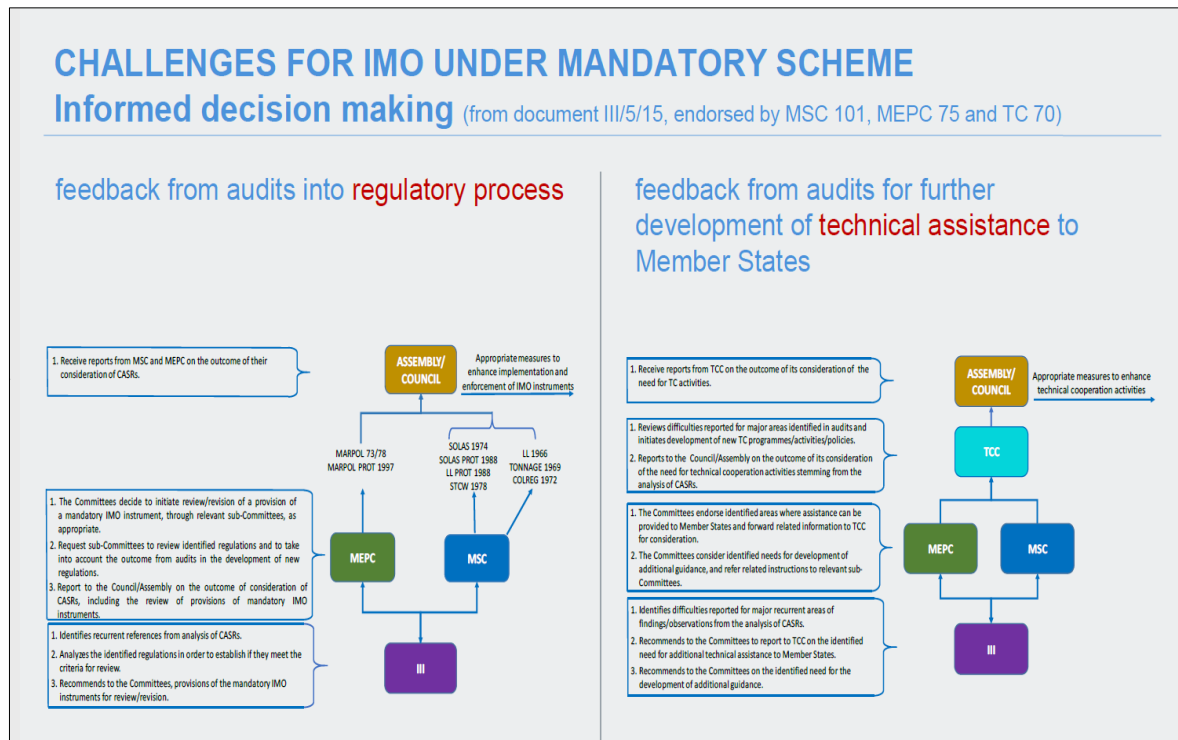 CHALLENGES FOR IMO UNDER MANDATORY SCHEME
Informed decision making (from document III/5/15, endorsed by MSC 101, MEPC 75 and TC 70)
feedback from audits into regulatory process
1. Receive reports from MSC and MEPC on the outcome of their
consideration of CASRs.
ASSEMBLY/
COUNCIL
Appropriate measures to
enhance implementation and
enforcement of IMO instruments
MARPOL 73/78
MARPOL PROT 1997
SOLAS 1974
SOLAS PROT 1988
LL PROT 1988
STCW 1978
LL 1966
TONNAGE 1969
COLREG 1972
1. The Committees decide to initiate review/revision of a provision of
a mandatory IMO instrument, through relevant sub-Committees, as
appropriate.
2. Request sub-Committees to review identified regulations and to take
into account the outcome from audits in the development of new
regulations.
3. Report to the Council/Assembly on the outcome of consideration of
CASRs, including the review of provisions of mandatory IMO
instruments.
MEPC
MSC
1. Identifies recurrent references from analysis of CASRs.
2. Analyzes the identified regulations in order to establish if they meet the
criteria for review.
3. Recommends to the Committees, provisions of the mandatory IMO
instruments for review/revision.
III
feedback from audits for further
development of technical assistance to
Member States
1. Receive reports from TCC on the outcome of its consideration of the
need for TC activities.
ASSEMBLY/
COUNCIL
Appropriate measures to enhance
technical cooperation activities
1. Reviews difficulties reported for major areas identified in audits and
initiates development of new TC programmes/activities/policies.
2. Reports to the Council/Assembly on the outcome of its consideration
of the need for technical cooperation activities stemming from the
analysis of CASRs.
TCC
1. The Committees endorse identified areas where assistance can be
provided to Member States and forward related information to TCC
for consideration.
2. The Committees consider identified needs for development of
additional guidance, and refer related instructions to relevant sub-
Committees.
MEPC
MSC
1. Identifies difficulties reported for major recurrent areas of
findings/observations from the analysis of CASRs.
2. Recommends to the Committees to report to TCC on the identified
need for additional technical assistance to Member States.
3. Recommends to the Committees on the identified need for the
development of additional guidance.
III